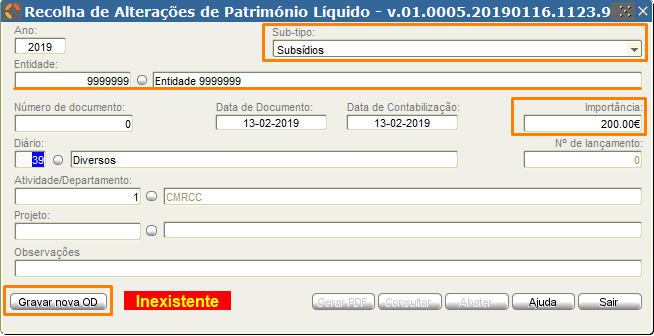 Recolha de Alterações de Património Líquido - v.01.0005.20190116.1123.9
Ano: Sub-tipo:
2019 Subsídios
Entidade:
9999999 Entidade 9999999
Número de documento: Data de Documento: Data de Contabilização: Importância:
0 13-02-2019 13-02-2019 200.00€
Diário: Nº de lançamento:
39 Diversos 0
Atividade/Departamento:
1 CMRCC
Projeto:
Observações
Gravar nova OD Inexistente Gerar PDF Consultar Abater Ajuda Sair